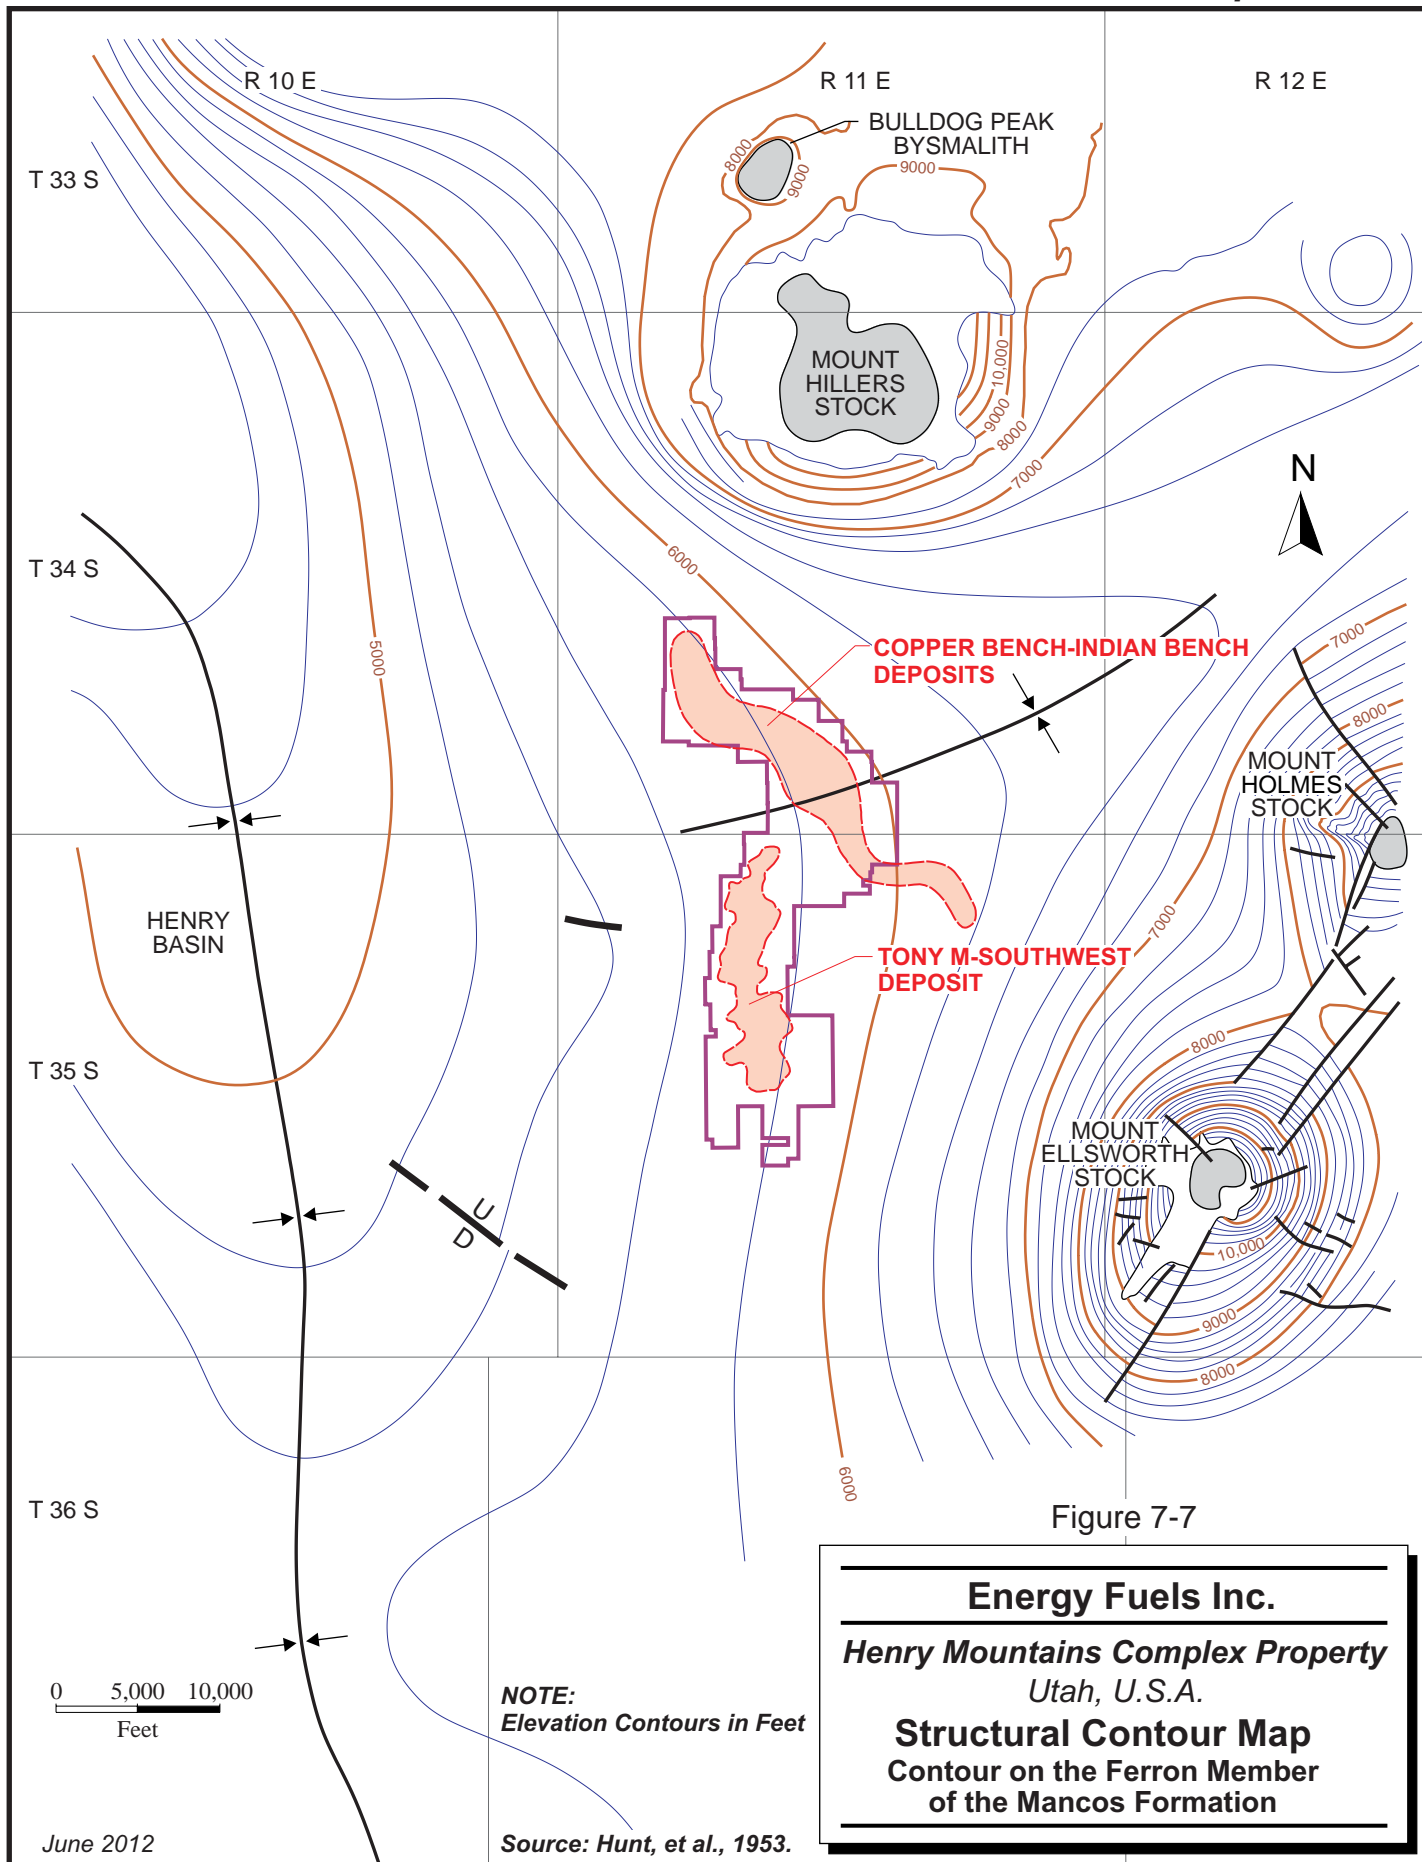 R 10 E
R 11 E
R 12 E
BULLDOG PEAK
BYSMALITH
8000
9000
9000
T 33 S
MOUNT
HILLERS
STOCK
10,000
9000
8000
7000
N
T 34 S
6000
5000
COPPER BENCH-INDIAN BENCH
DEPOSITS
7000
8000
MOUNT
HOLMES
STOCK
HENRY
BASIN
7000
TONY M-SOUTHWEST
DEPOSIT
8000
T 35 S
MOUNT
ELLSWORTH
STOCK
U
D
10,000
9000
8000
6000
T 36 S
Figure 7-7
Energy Fuels Inc.
Henry Mountains Complex Property
Utah, U.S.A.
Structural Contour Map
Contour on the Ferron Member
of the Mancos Formation
0 5,000 10,000
Feet
NOTE:
Elevation Contours in Feet
June 2012
Source: Hunt, et al., 1953.